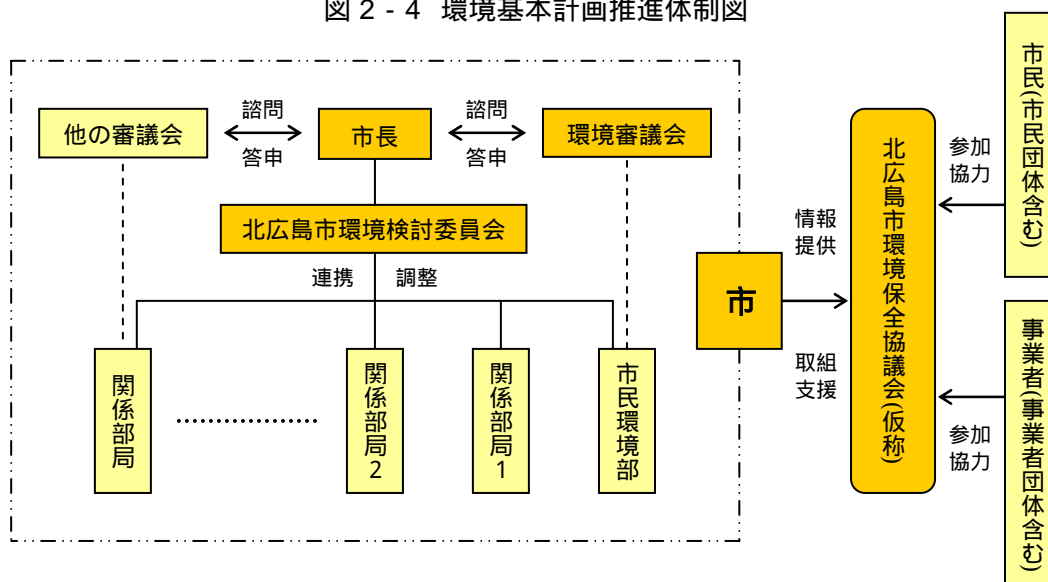 図２-４ 環境基本計画推進体制図
他の審議会
諮問
答申
市長
諮問
答申
環境審議会
北広島市環境検討委員会
連携 調整
関係部局
………………
関係部局2
関係部局1
市民環境部
市
情報
提供
取組
支援
北広島市環境保全協議会(仮称)
参加
協力
参加
協力
市民(市民団体含む)
事業者(事業者団体含む)